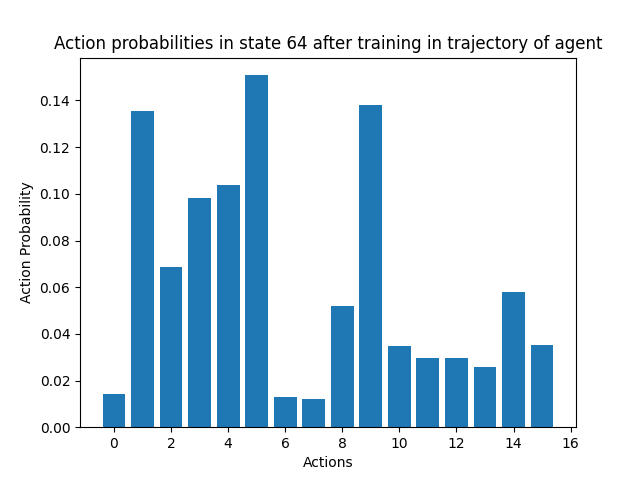 Action probabilities in state 64 after training in trajectory of agent
0.14
0.12
0.10
0.08
0.06
0.04
0.02
0.00
Action Probability
0 2 4 6 8 10 12 14 16
Actions